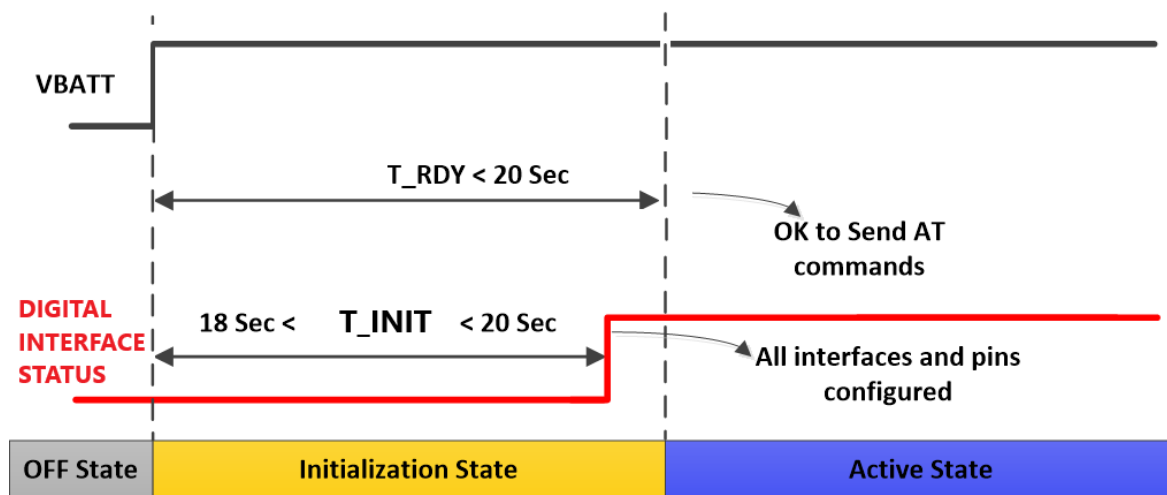 VBATT
T_RDY < 20 Sec
OK to Send AT
commands
DIGITAL
INTERFACE
STATUS
18 Sec < T_INIT < 20 Sec
All interfaces and pins
configured
OFF State
Initialization State
Active State